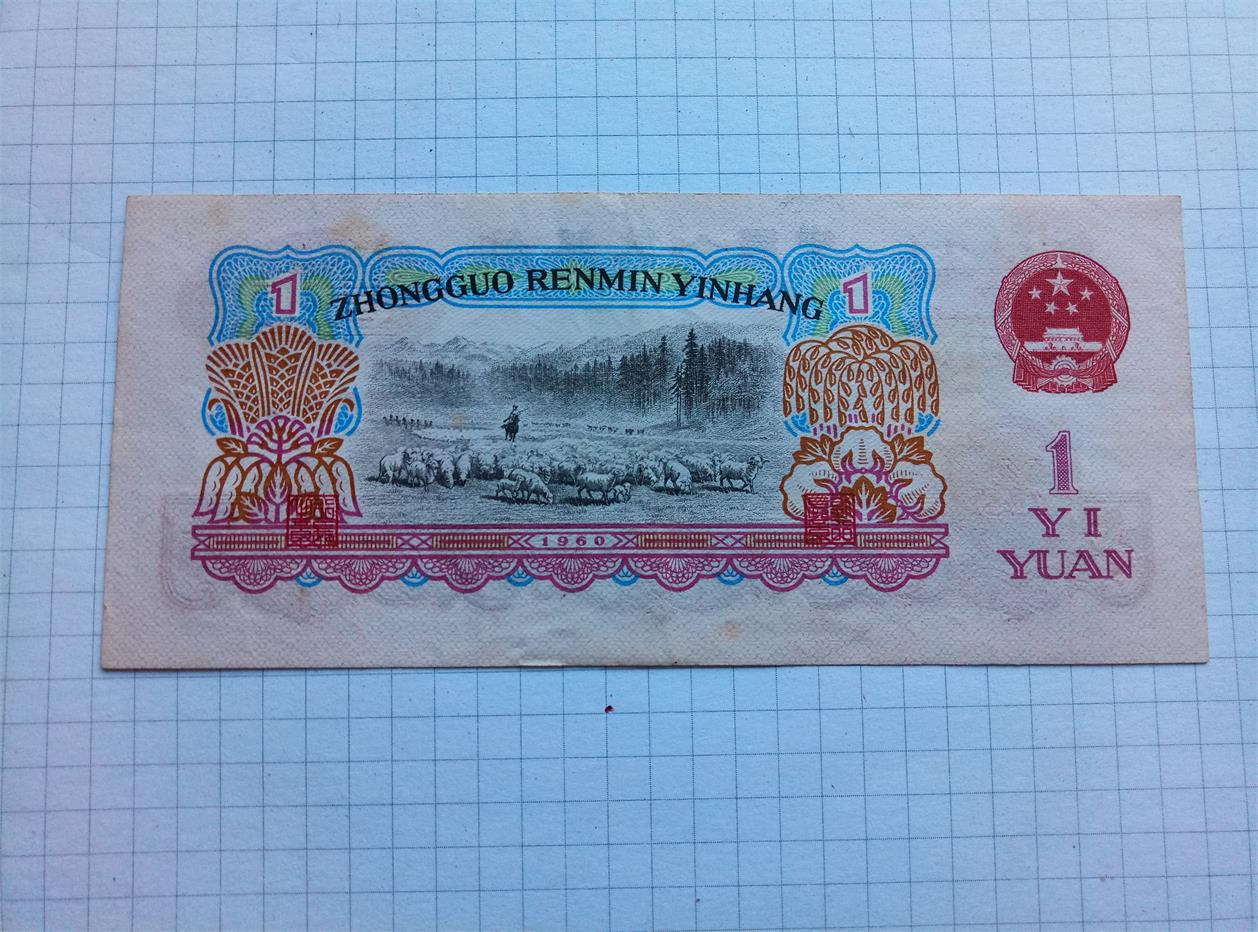 1 ZHONGGUO RENMIN YINHANG 1
1960
1
YI
YUAN